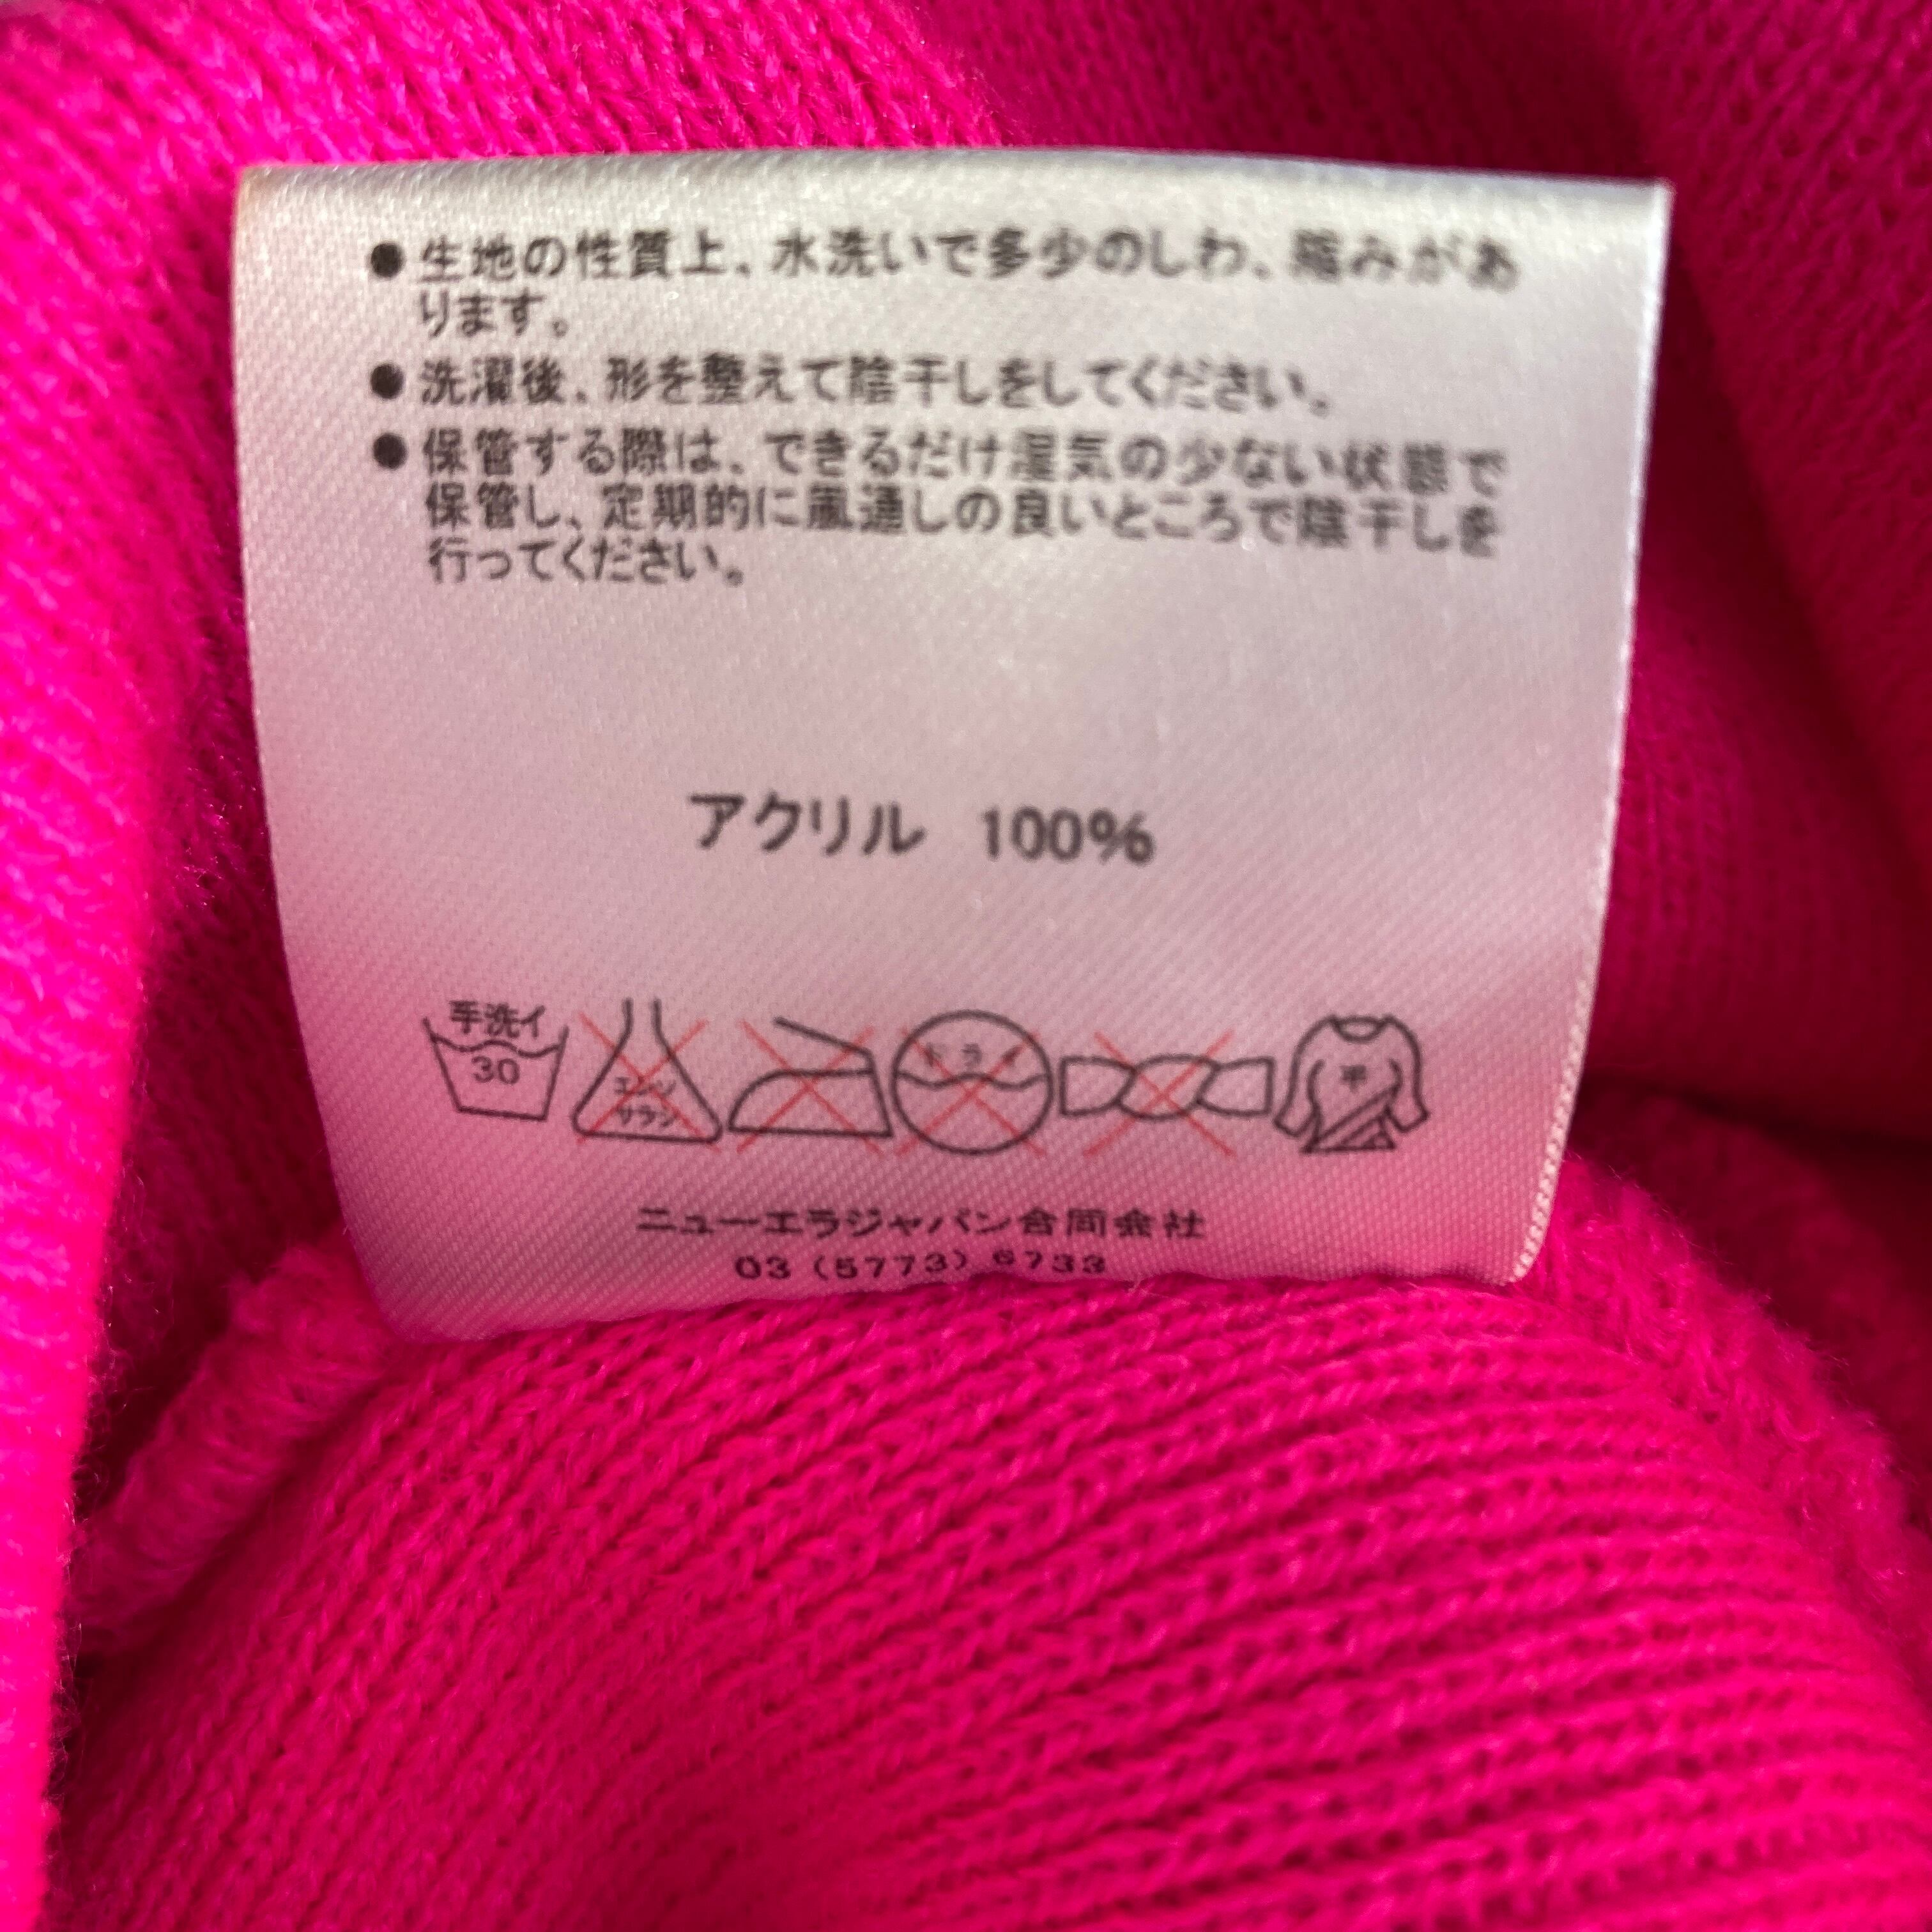 ●生地の性質上、水洗いで多少のしわ、縮みがあ
ります。
●洗濯後、形を整えて陰干しをしてください。
●保管する際は、できるだけ湿気の少ない状態で
保管し、定期的に風通しの良いところで陰干しを
行ってください。
アクリル 100%
手洗イ
30
エンソ
サラシ
ドライ
平
ニューエラジャパン合同会社
03 (5773) 6733